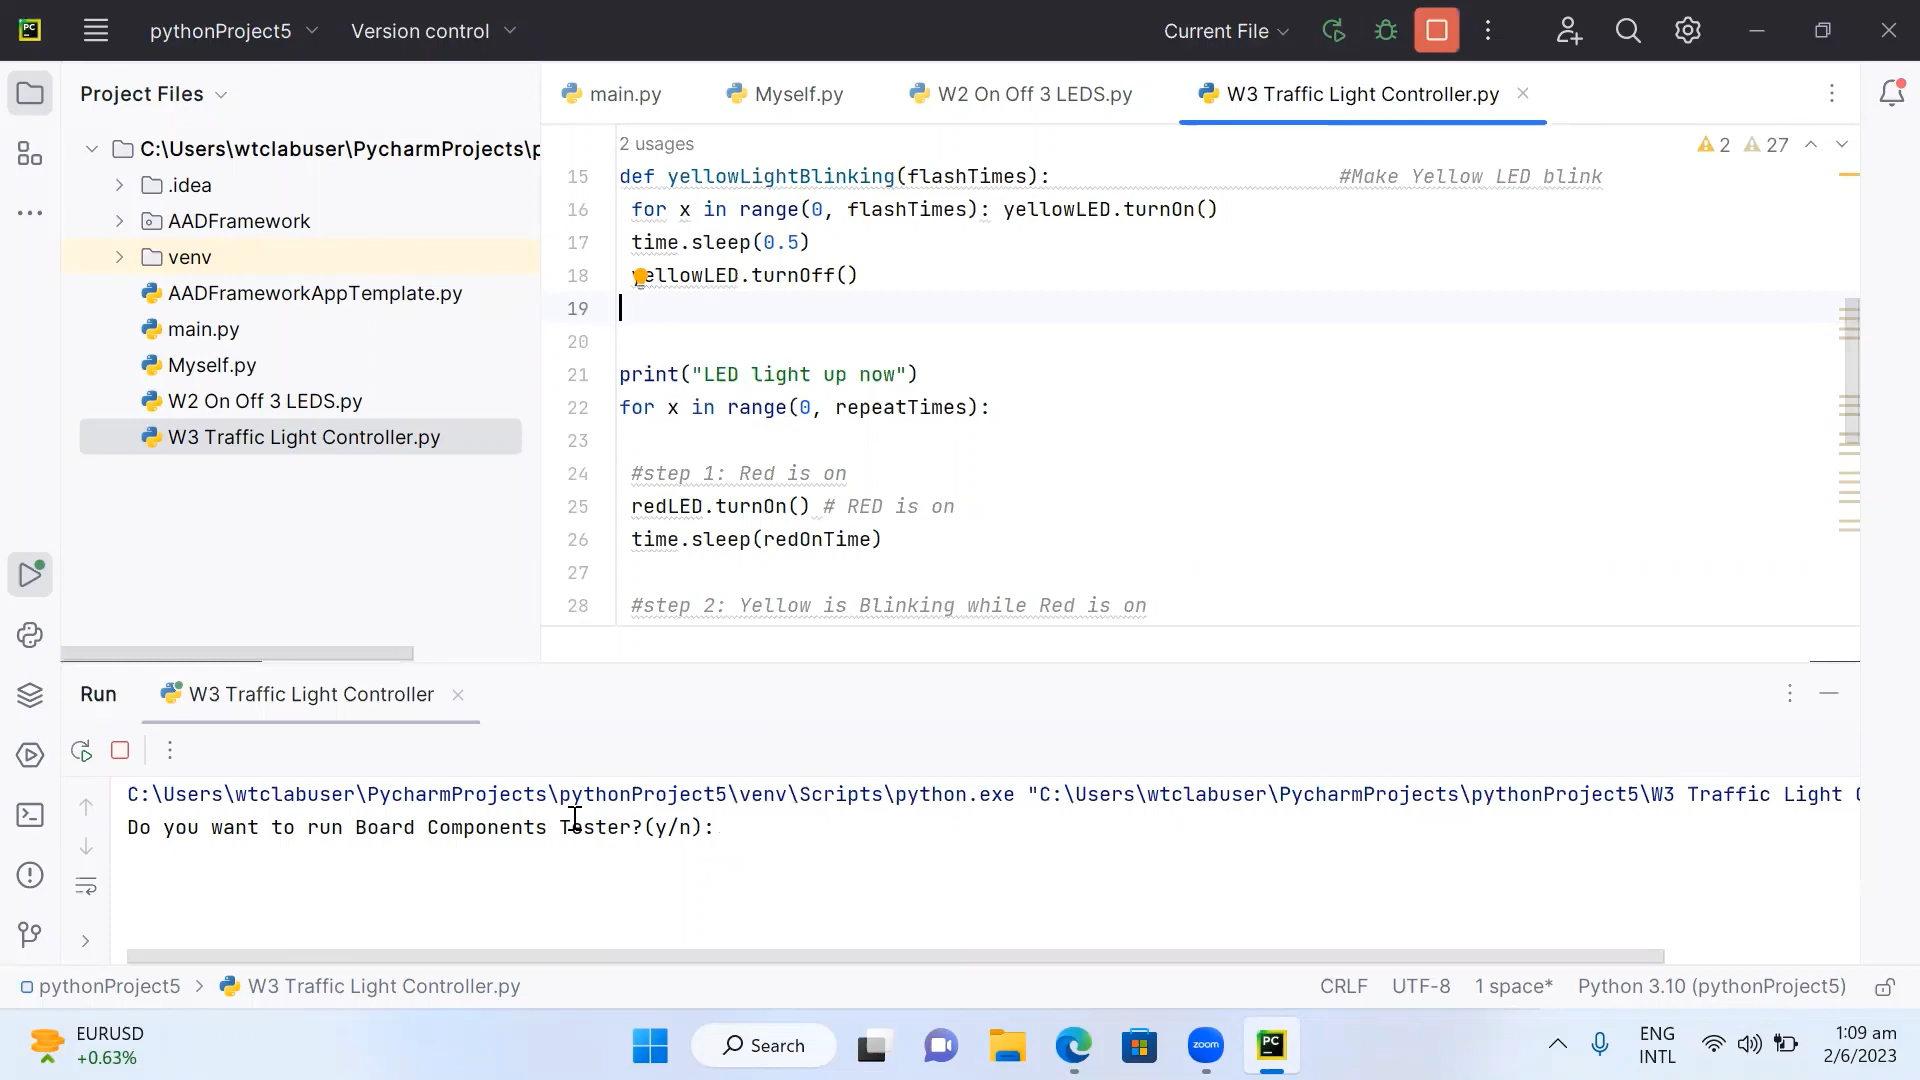 PC
pythonProject5
Version control
Current File
Project Files
C:\Users\wtclabuser\PycharmProjects\p
.idea
AADFramework
venv
AADFrameworkAppTemplate.py
main.py
Myself.py
W2 On Off 3 LEDS.py
W3 Traffic Light Controller.py
main.py
Myself.py
W2 On Off 3 LEDS.py
W3 Traffic Light Controller.py
2 usages
2
27
15 def yellowLightBlinking(flashTimes): #Make Yellow LED blink
16 for x in range(0, flashTimes): yellowLED.turnOn()
17 time.sleep(0.5)
18 yellowLED.turnOff()
19
20
21 print("LED light up now")
22 for x in range(0, repeatTimes):
23
24 #step 1: Red is on
25 redLED.turnOn() # RED is on
26 time.sleep(redOnTime)
27
28 #step 2: Yellow is Blinking while Red is on
Run
W3 Traffic Light Controller
C:\Users\wtclabuser\PycharmProjects\pythonProject5\venv\Scripts\python.exe "C:\Users\wtclabuser\PycharmProjects\pythonProject5\W3 Traffic Light
Do you want to run Board Components Tester?(y/n):
pythonProject5 > W3 Traffic Light Controller.py
CRLF
UTF-8
1 space*
Python 3.10 (pythonProject5)
EURUSD
+0.63%
Search
zoom
PC
ENG
INTL
1:09 am
2/6/2023